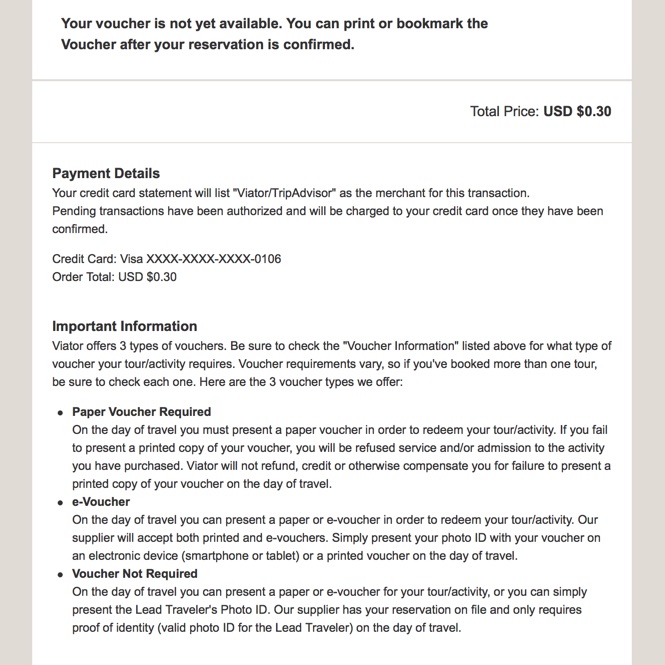 Your voucher is not yet available. You can print or bookmark the
Voucher after your reservation is confirmed.
Total Price: USD $0.30
Payment Details
Your credit card statement will list "Viator/TripAdvisor" as the merchant for this transaction.
Pending transactions have been authorized and will be charged to your credit card once they have been
confirmed.
Credit Card: Visa XXXX-XXXX-XXXX-0106
Order Total: USD $0.30
Important Information
Viator offers 3 types of vouchers. Be sure to check the "Voucher Information" listed above for what type of
voucher your tour/activity requires. Voucher requirements vary, so if you've booked more than one tour,
be sure to check each one. Here are the 3 voucher types we offer:
• Paper Voucher Required
On the day of travel you must present a paper voucher in order to redeem your tour/activity. If you fail
to present a printed copy of your voucher, you will be refused service and/or admission to the activity
you have purchased. Viator will not refund, credit or otherwise compensate you for failure to present a
printed copy of your voucher on the day of travel.
• e-Voucher
On the day of travel you can present a paper or e-voucher in order to redeem your tour/activity. Our
supplier will accept both printed and e-vouchers. Simply present your photo ID with your voucher on
an electronic device (smartphone or tablet) or a printed voucher on the day of travel.
• Voucher Not Required
On the day of travel you can present a paper or e-voucher for your tour/activity, or you can simply
present the Lead Traveler's Photo ID. Our supplier has your reservation on file and only requires
proof of identity (valid photo ID for the Lead Traveler) on the day of travel.